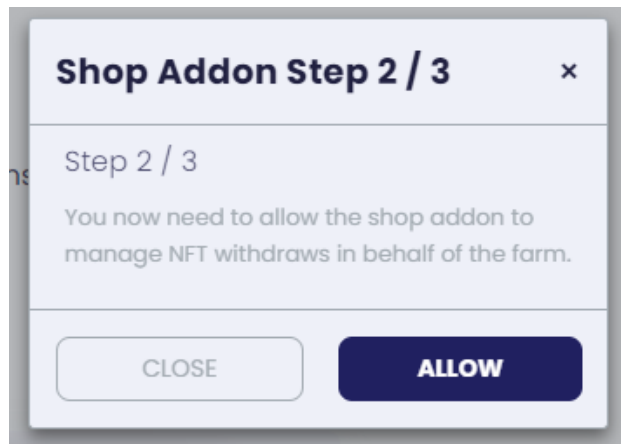 Shop Addon Step 2 / 3 ×
Step 2 / 3
You now need to allow the shop addon to
manage NFT withdraws in behalf of the farm.
CLOSE ALLOW